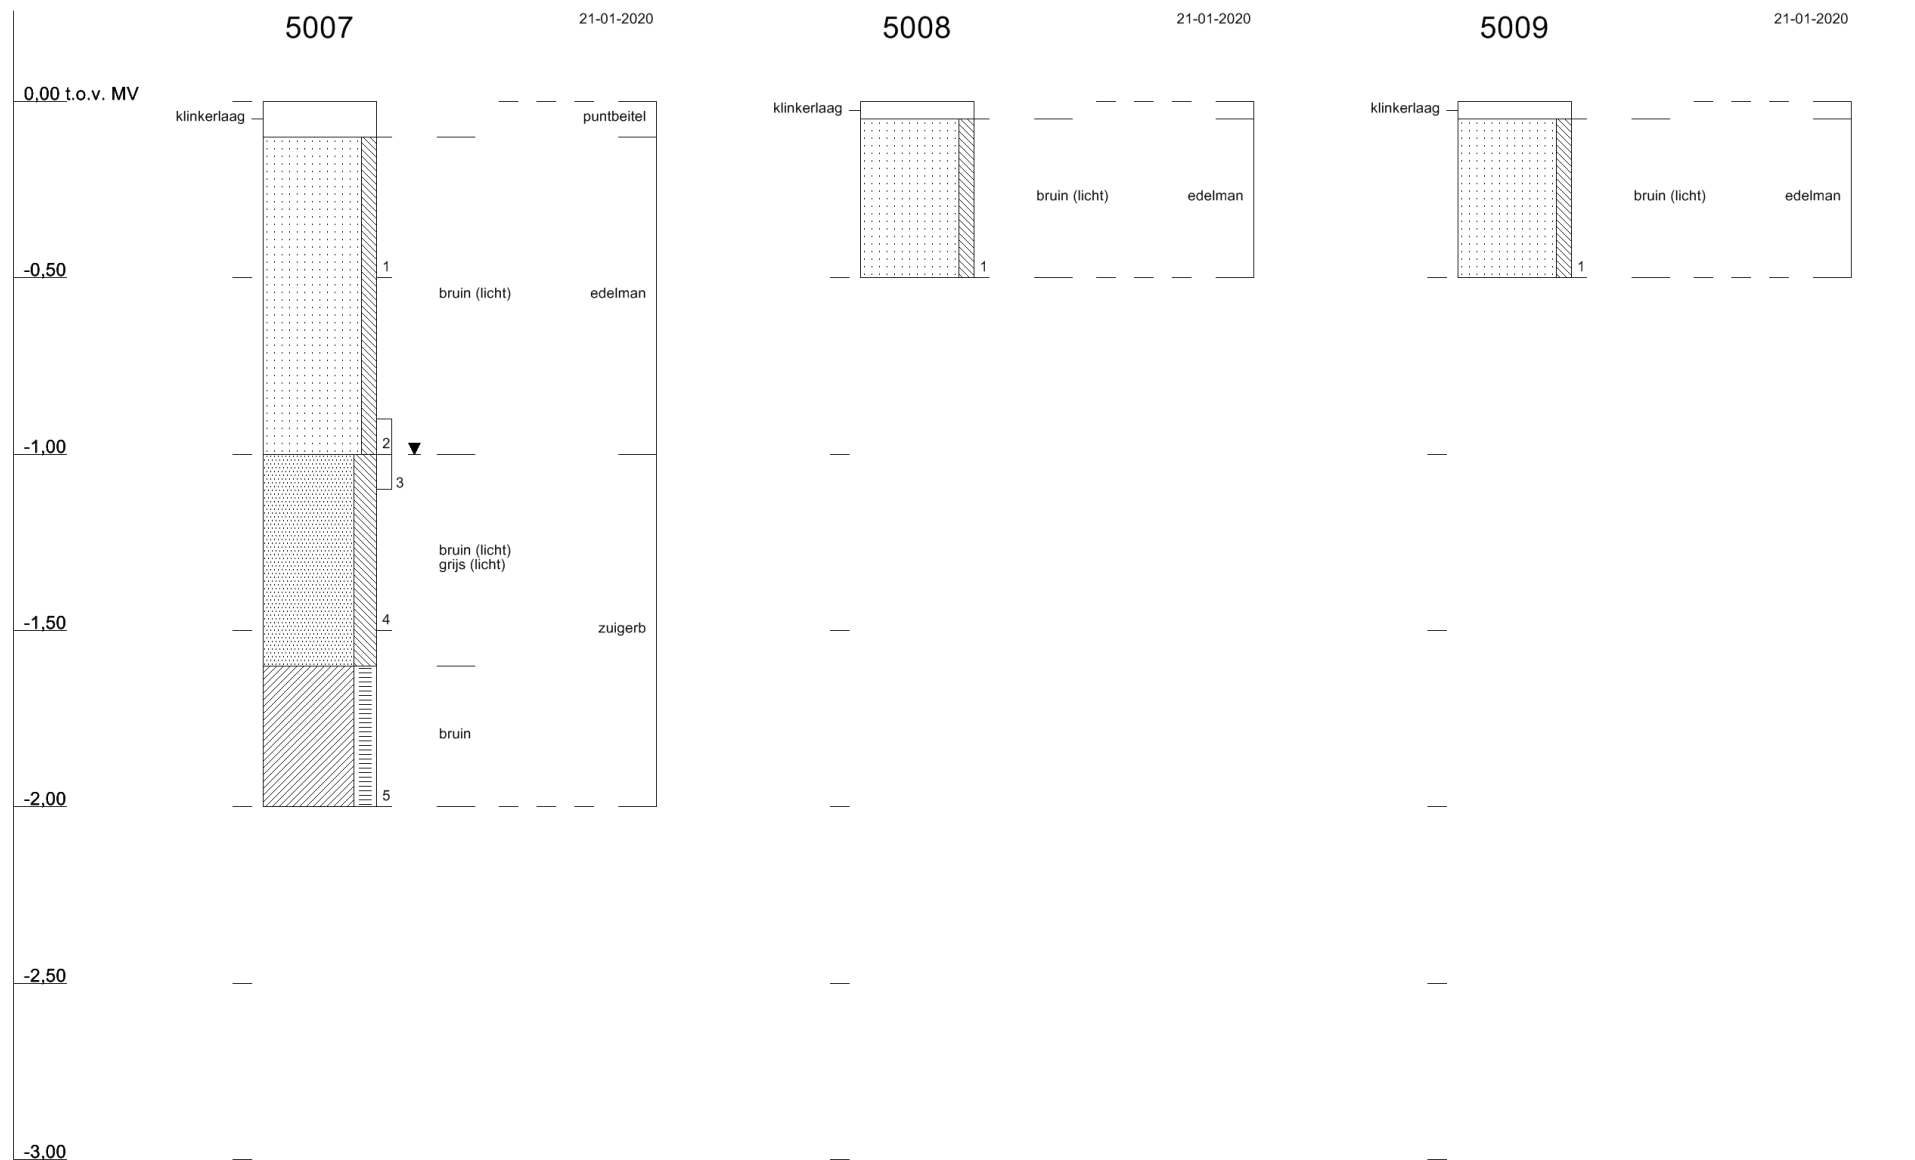 5007
21-01-2020
5008
21-01-2020
5009
21-01-2020
0,00 t.o.v. MV
-0,50
-1,00
-1,50
-2,00
-2,50
-3,00
klinkerlaag
puntbeitel
1
bruin (licht)
edelman
2
3
bruin (licht)
grijs (licht)
4
zuigerb
bruin
5
klinkerlaag
bruin (licht)
edelman
1
klinkerlaag
bruin (licht)
edelman
1